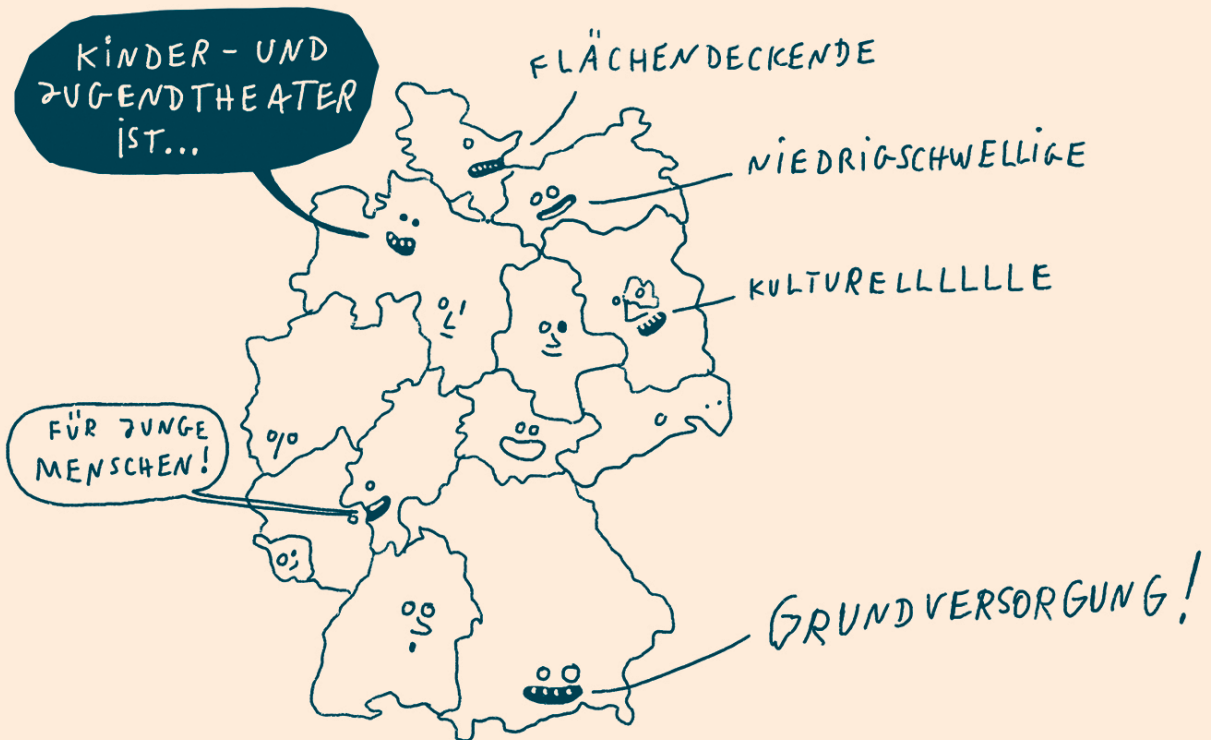 KINDER - UND
JUGENDTHEATER
IST...
FLÄCHENDECKENDE
NIEDRIGSCHWELLIGE
KULTURELLLLLLE
GRUNDVERSORGUNG!
FÜR JUNGE
MENSCHEN!